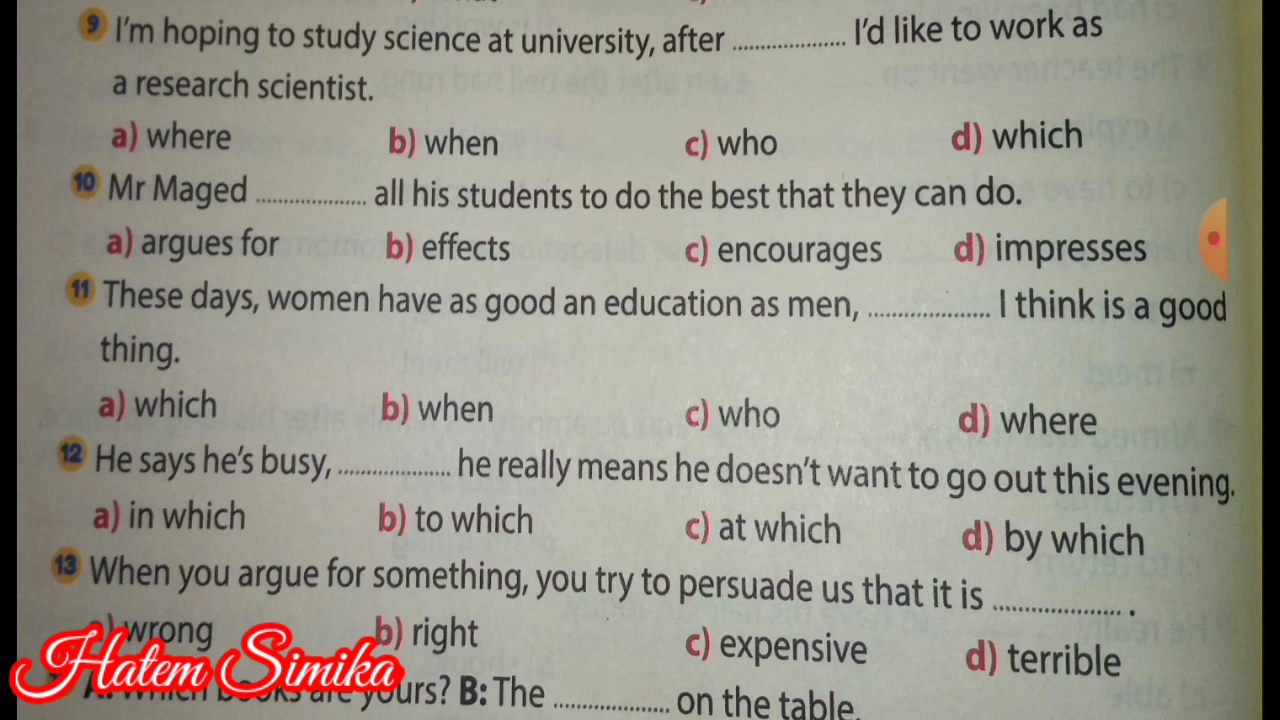 9 I'm hoping to study science at university, after .................. I'd like to work as
a research scientist.
a) where b) when c) who d) which
10 Mr Maged .................. all his students to do the best that they can do.
a) argues for b) effects c) encourages d) impresses
11 These days, women have as good an education as men, .................. I think is a good
thing.
a) which b) when c) who d) where
12 He says he's busy, .................. he really means he doesn't want to go out this evening.
a) in which b) to which c) at which d) by which
13 When you argue for something, you try to persuade us that it is .................. .
a) wrong b) right c) expensive d) terrible
Hatem Simika
A: Which books are yours? B: The .................. on the table.